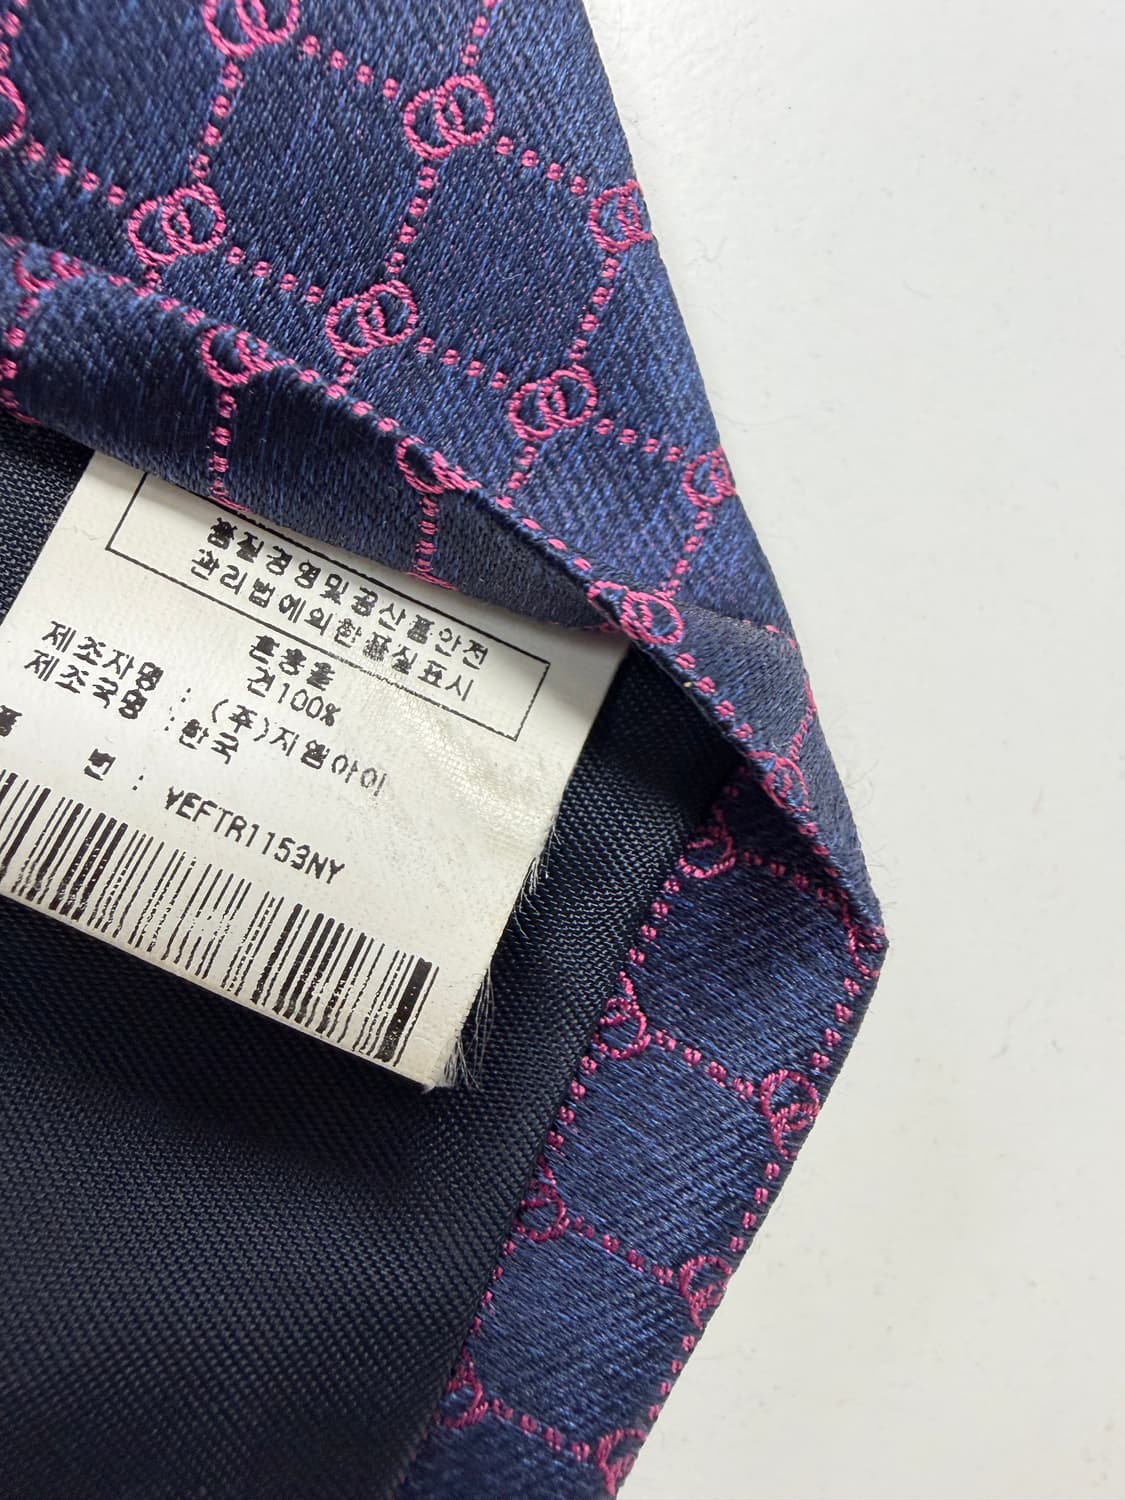 품질경영및공산품안전
관리법에의한품질표시
혼용율
견100%
제조자명 : (주)지엠아이
제조국명 : 한국
품 번 : YEFTR1153NY